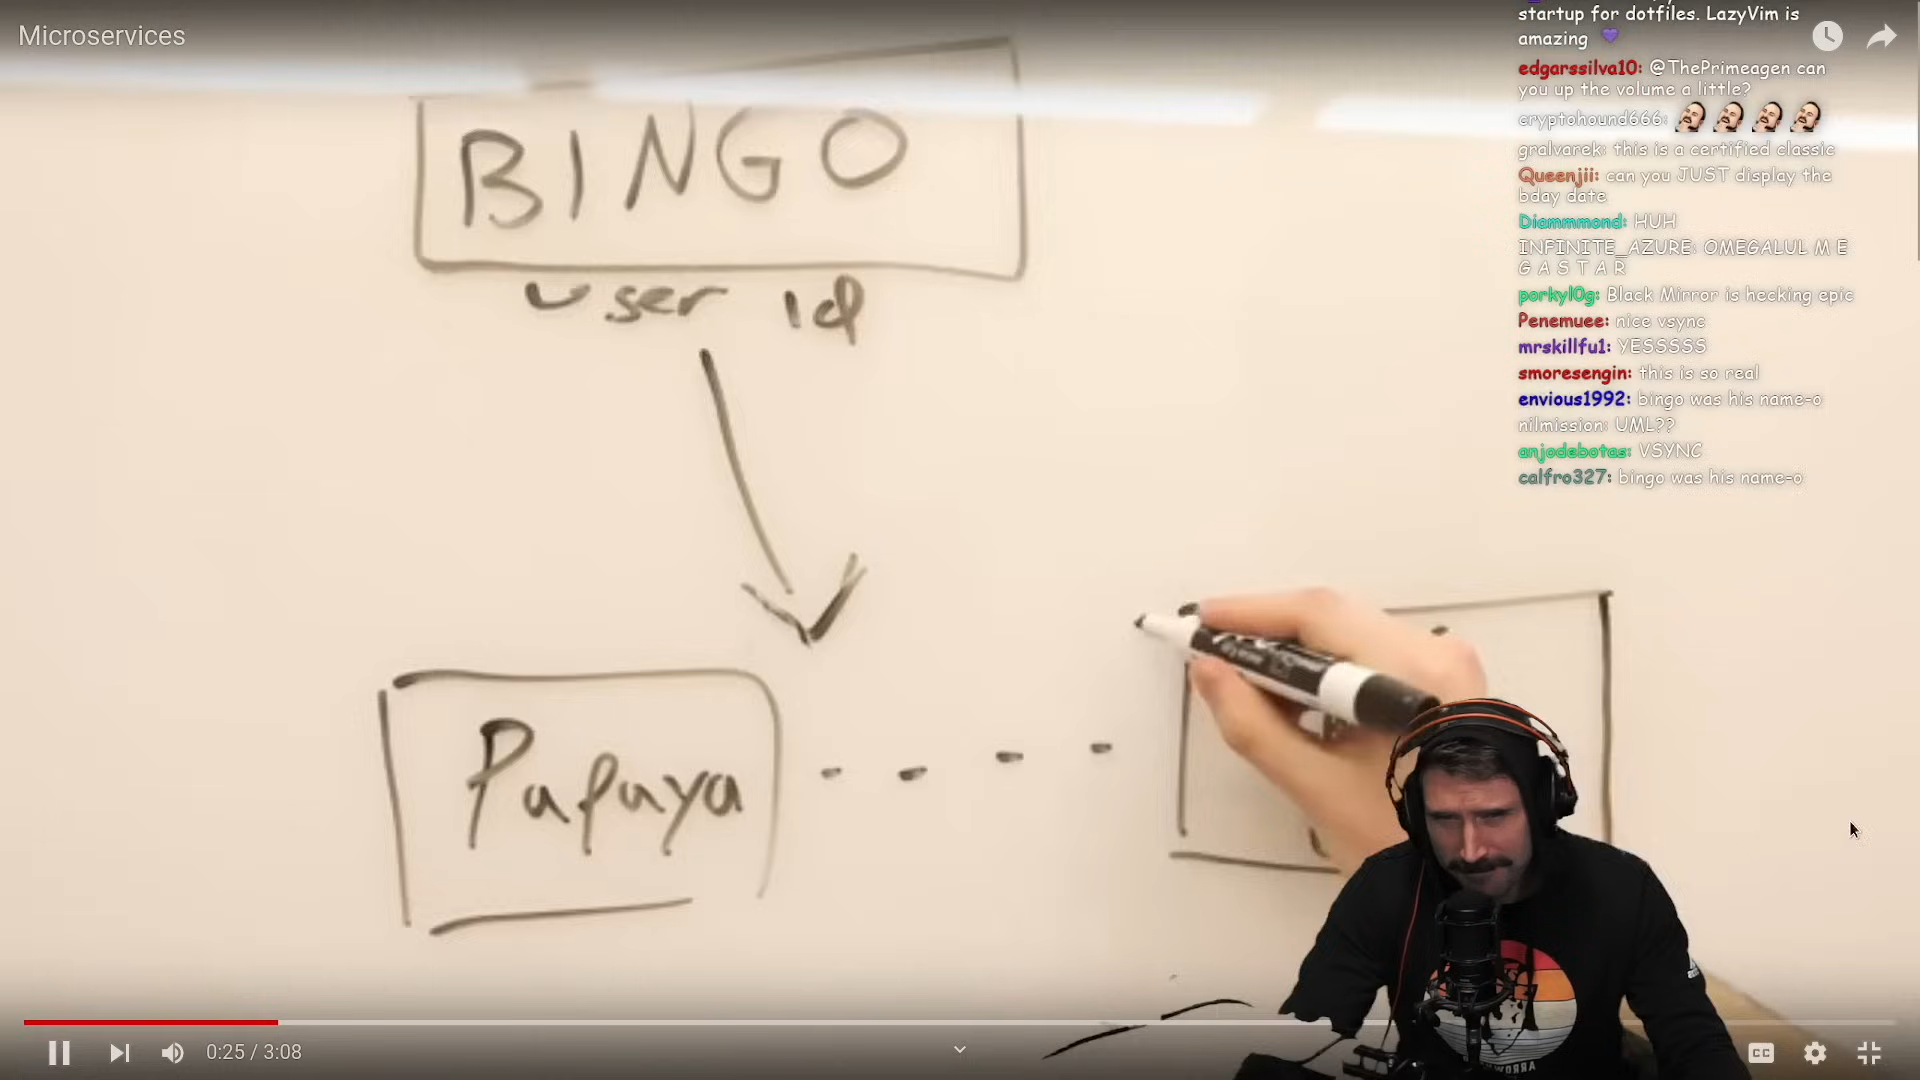 Microservices
BINGO
user id
Papaya
startup for dotfiles. LazyVim is
amazing
edgarssilva10: @ThePrimeagen can
you up the volume a little?
cryptohound666:
gralvarek: this is a certified classic
Queenjii: can you JUST display the
bday date
Diammmond: HUH
INFINITE_AZURE: OMEGALUL M E
G A S T A R
porkyl0g: Black Mirror is hecking epic
Penemuee: nice vsync
mrskillfu1: YESSSSS
smoresengin: this is so real
envious1992: bingo was his name-o
nilmission: UML??
anjodebotas: VSYNC
calfro327: bingo was his name-o
0:25 / 3:08
CC